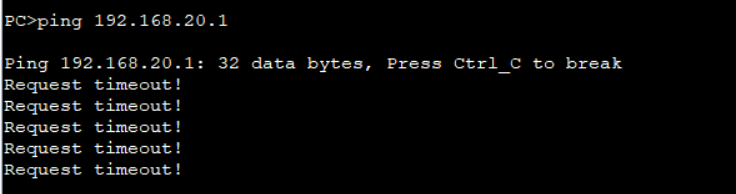 PC>ping 192.168.20.1
Ping 192.168.20.1: 32 data bytes, Press Ctrl_C to break
Request timeout!
Request timeout!
Request timeout!
Request timeout!
Request timeout!